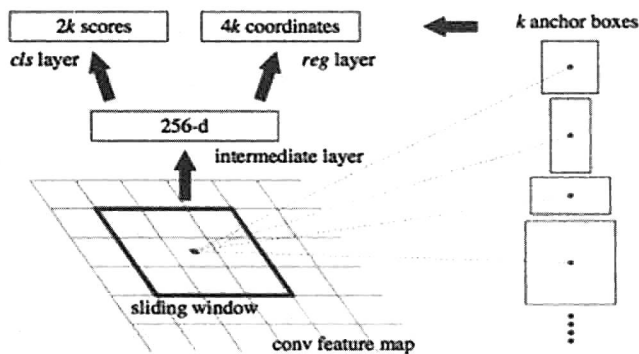 2k scores
4k coordinates
k anchor boxes
cls layer
reg layer
256-d
intermediate layer
sliding window
conv feature map